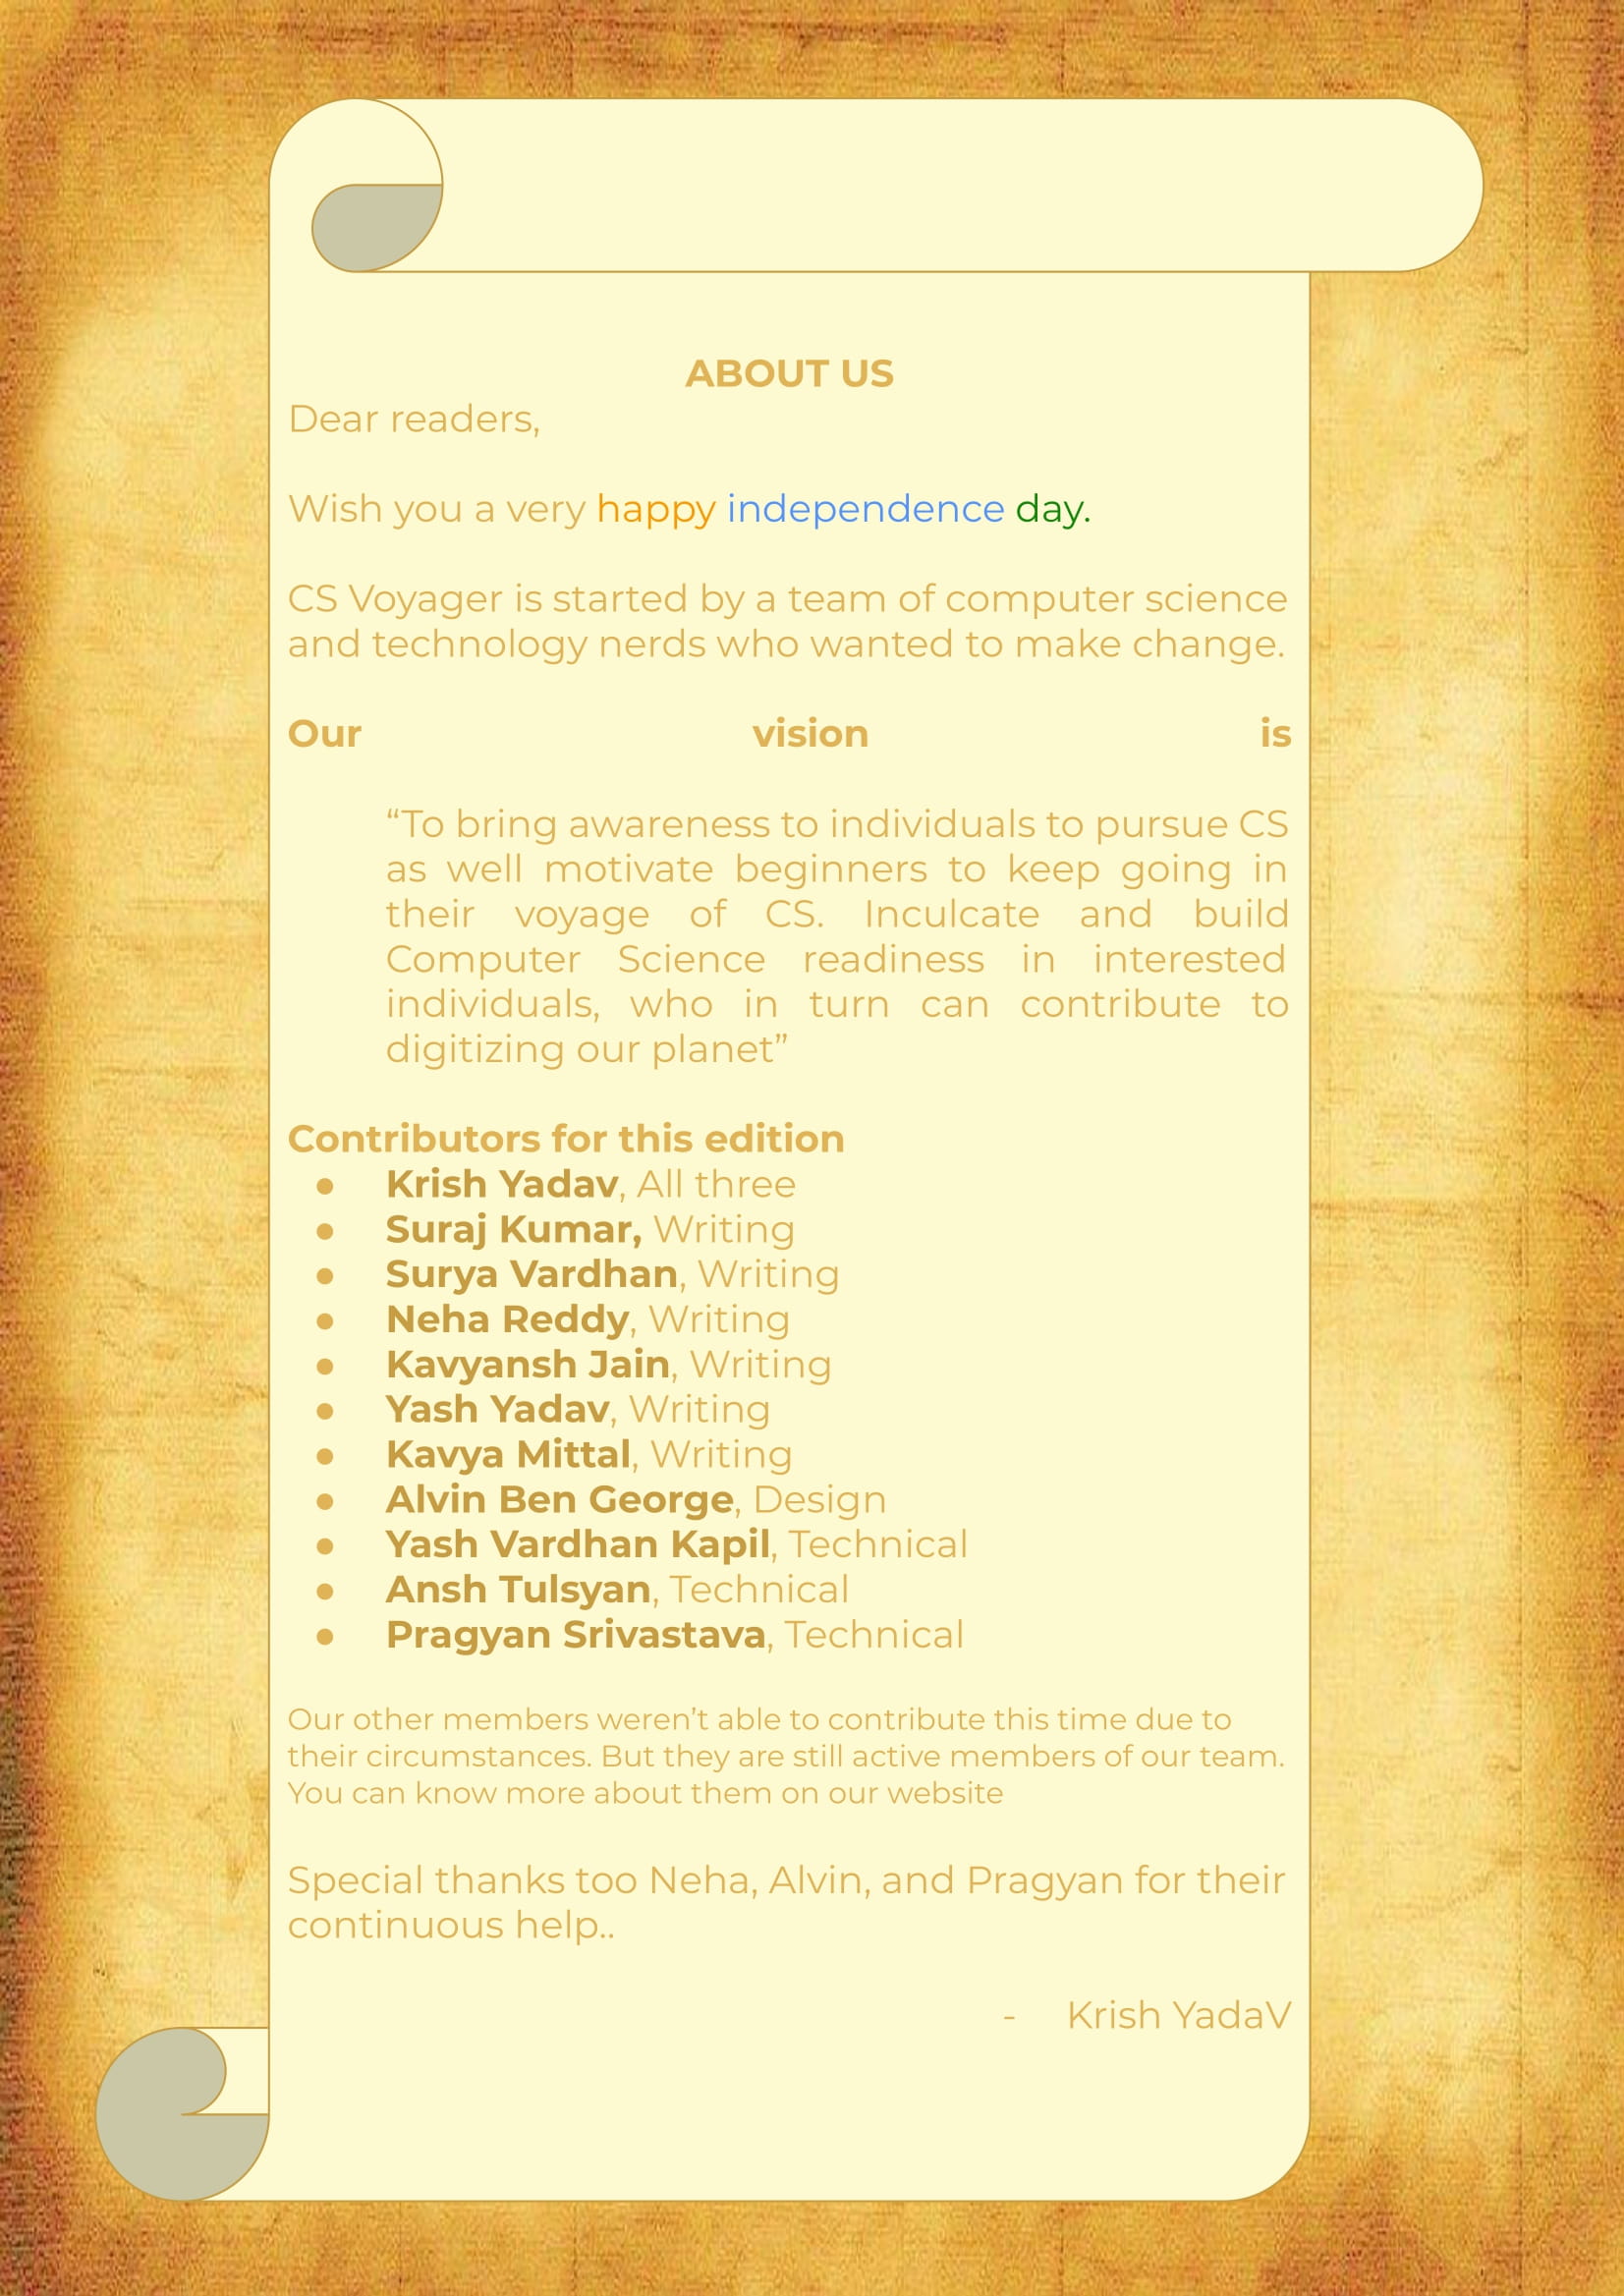 ABOUT US
Dear readers,
Wish you a very happy independence day.
CS Voyager is started by a team of computer science
and technology nerds who wanted to make change.
Our vision is
“To bring awareness to individuals to pursue CS
as well motivate beginners to keep going in
their voyage of CS. Inculcate and build
Computer Science readiness in interested
individuals, who in turn can contribute to
digitizing our planet”
Contributors for this edition
● Krish Yadav, All three
● Suraj Kumar, Writing
● Surya Vardhan, Writing
● Neha Reddy, Writing
● Kavyansh Jain, Writing
● Yash Yadav, Writing
● Kavya Mittal, Writing
● Alvin Ben George, Design
● Yash Vardhan Kapil, Technical
● Ansh Tulsyan, Technical
● Pragyan Srivastava, Technical
Our other members weren’t able to contribute this time due to
their circumstances. But they are still active members of our team.
You can know more about them on our website
Special thanks too Neha, Alvin, and Pragyan for their
continuous help..
- Krish YadaV